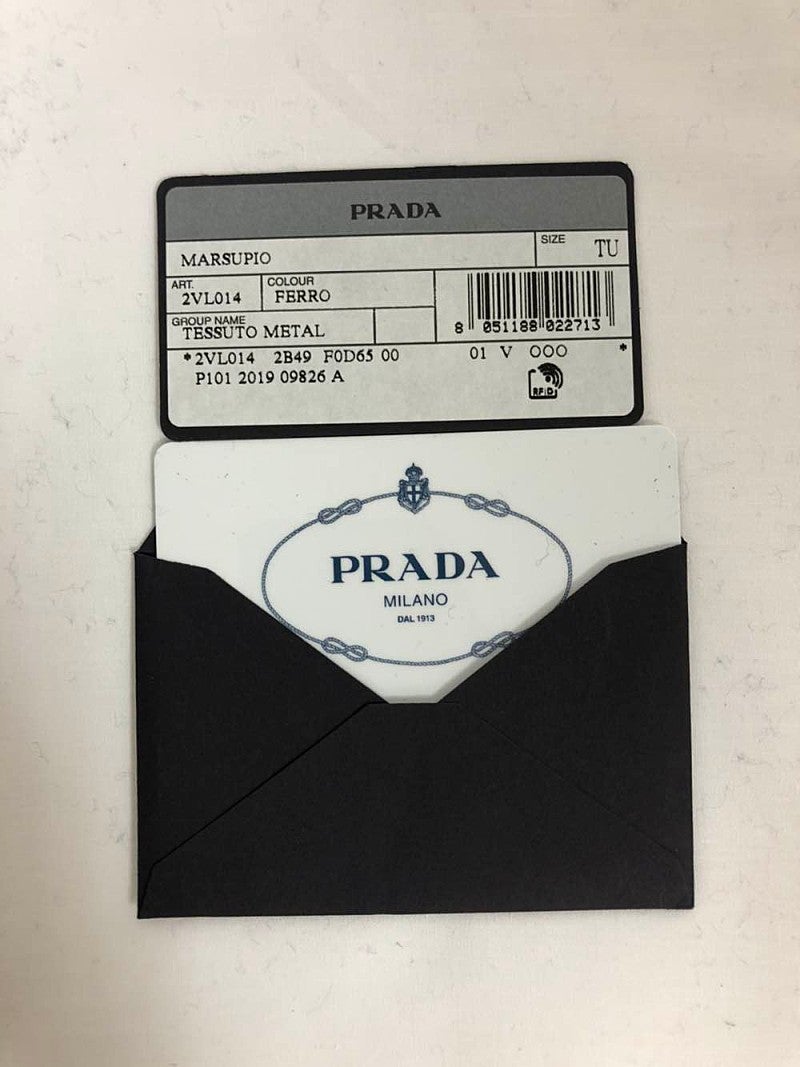 PRADA
MARSUPIO
SIZE
TU
ART.
2VL014
COLOUR
FERRO
GROUP NAME
TESSUTO METAL
8 051188 022713
*2VL014 2B49 F0D65 00 01 V OOO *
P101 2019 09826 A
RFID
PRADA
MILANO
DAL 1913